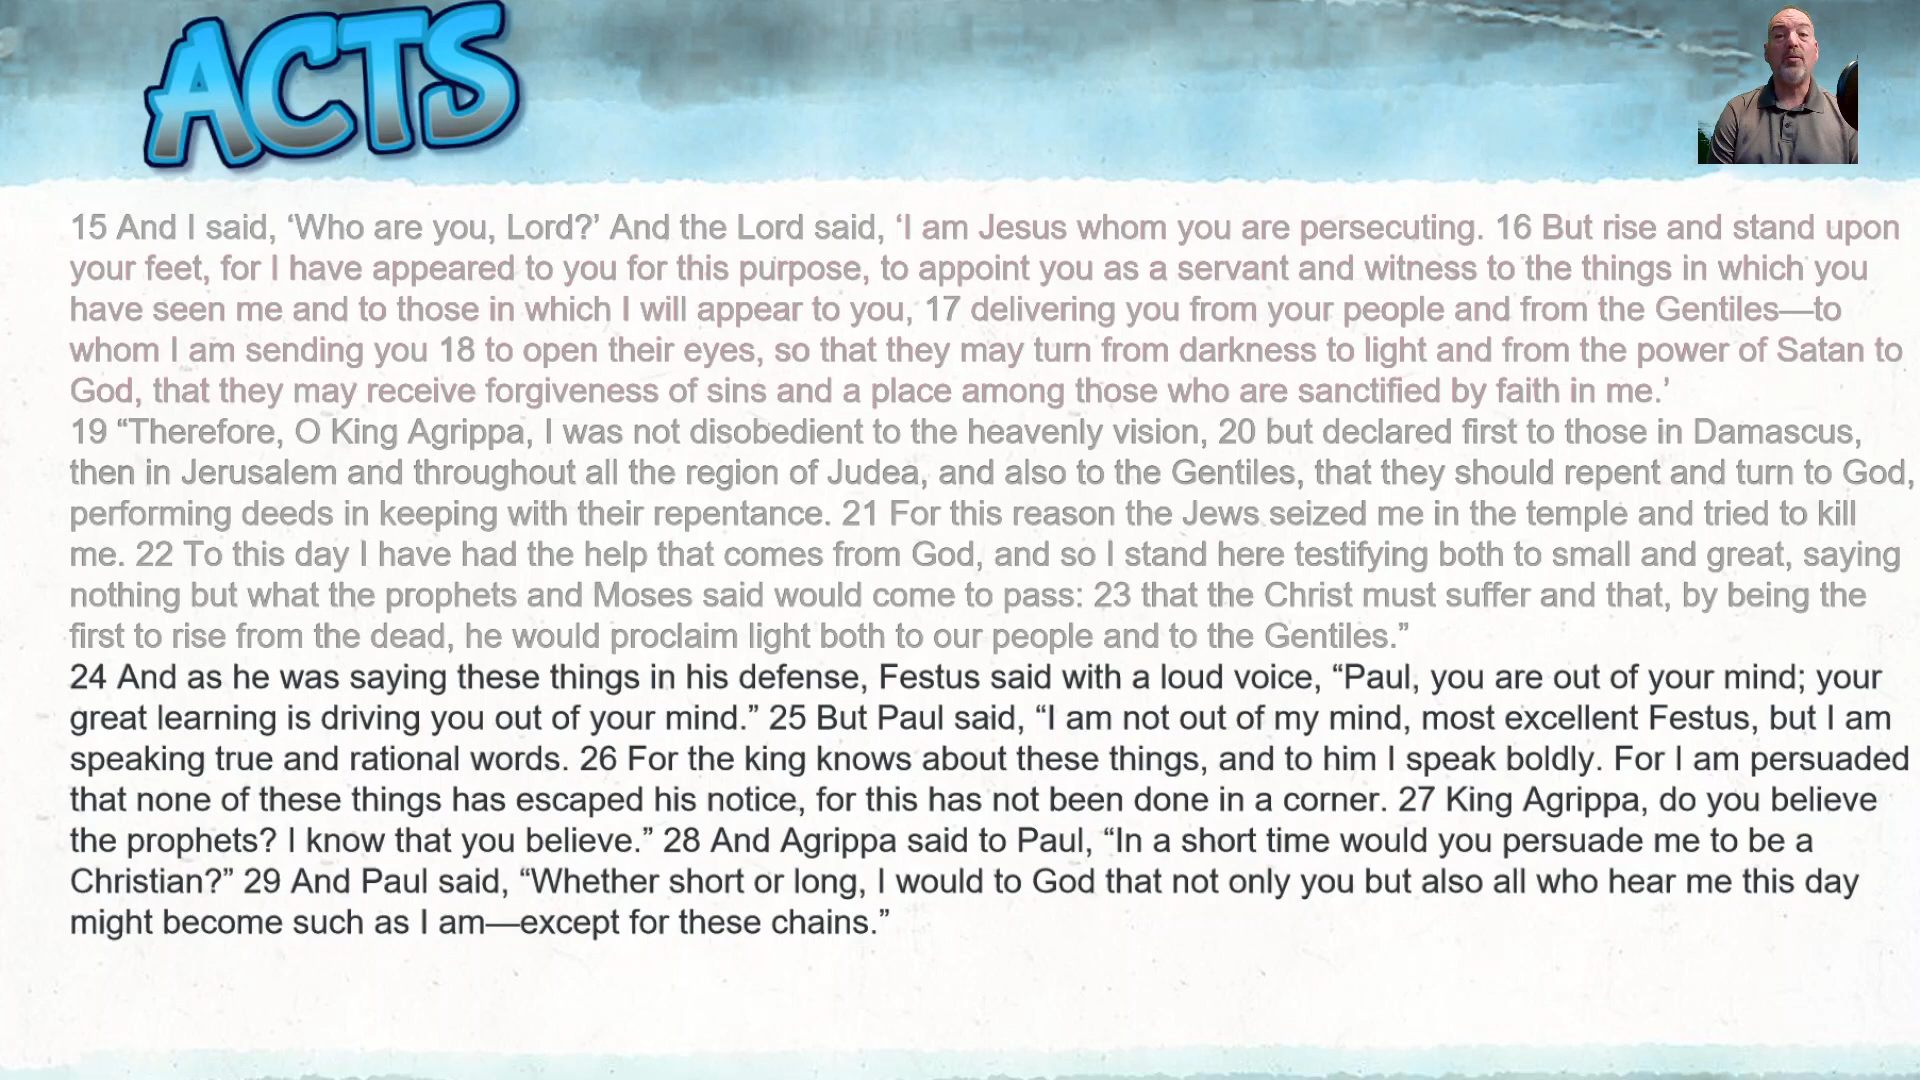 ACTS
15 And I said, ‘Who are you, Lord?’ And the Lord said, ‘I am Jesus whom you are persecuting. 16 But rise and stand upon
your feet, for I have appeared to you for this purpose, to appoint you as a servant and witness to the things in which you
have seen me and to those in which I will appear to you, 17 delivering you from your people and from the Gentiles—to
whom I am sending you 18 to open their eyes, so that they may turn from darkness to light and from the power of Satan to
God, that they may receive forgiveness of sins and a place among those who are sanctified by faith in me.’
19 “Therefore, O King Agrippa, I was not disobedient to the heavenly vision, 20 but declared first to those in Damascus,
then in Jerusalem and throughout all the region of Judea, and also to the Gentiles, that they should repent and turn to God,
performing deeds in keeping with their repentance. 21 For this reason the Jews seized me in the temple and tried to kill
me. 22 To this day I have had the help that comes from God, and so I stand here testifying both to small and great, saying
nothing but what the prophets and Moses said would come to pass: 23 that the Christ must suffer and that, by being the
first to rise from the dead, he would proclaim light both to our people and to the Gentiles.”
24 And as he was saying these things in his defense, Festus said with a loud voice, “Paul, you are out of your mind; your
great learning is driving you out of your mind.” 25 But Paul said, “I am not out of my mind, most excellent Festus, but I am
speaking true and rational words. 26 For the king knows about these things, and to him I speak boldly. For I am persuaded
that none of these things has escaped his notice, for this has not been done in a corner. 27 King Agrippa, do you believe
the prophets? I know that you believe.” 28 And Agrippa said to Paul, “In a short time would you persuade me to be a
Christian?” 29 And Paul said, “Whether short or long, I would to God that not only you but also all who hear me this day
might become such as I am—except for these chains.”